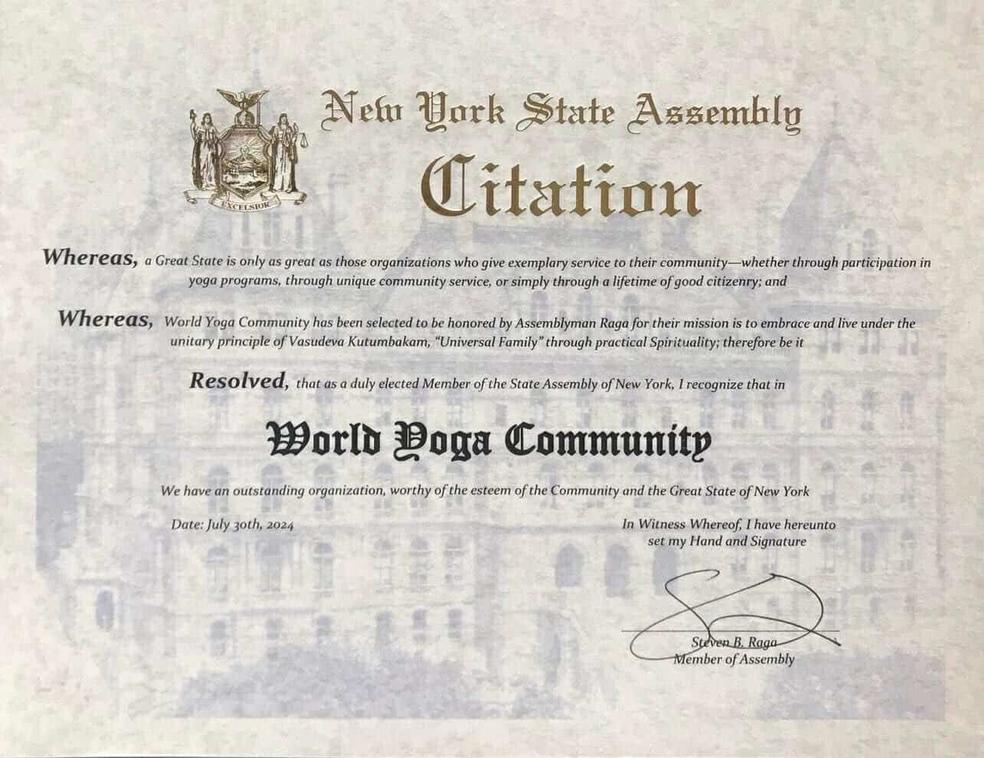 New York State Assembly
Citation
EXCELSIOR
Whereas, a Great State is only as great as those organizations who give exemplary service to their community—whether through participation in
yoga programs, through unique community service, or simply through a lifetime of good citizenry; and
Whereas, World Yoga Community has been selected to be honored by Assemblyman Raga for their mission is to embrace and live under the
unitary principle of Vasudeva Kutumbakam, “Universal Family” through practical Spirituality; therefore be it
Resolved, that as a duly elected Member of the State Assembly of New York, I recognize that in
World Yoga Community
We have an outstanding organization, worthy of the esteem of the Community and the Great State of New York
Date: July 30th, 2024
In Witness Whereof, I have hereunto
set my Hand and Signature
Steven B. Raga
Member of Assembly